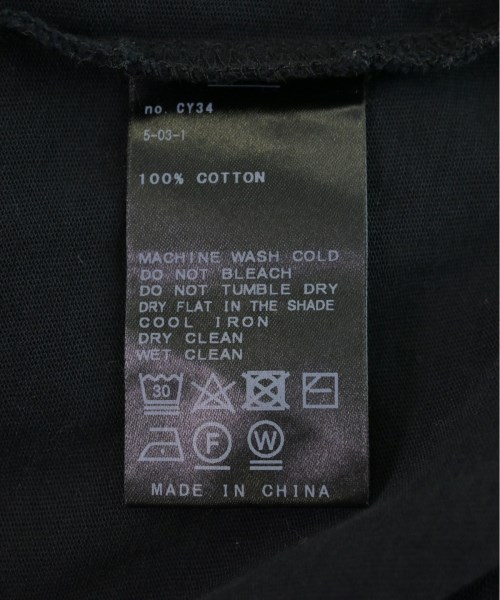 no. CY34
5-03-1
100% COTTON
MACHINE WASH COLD
DO NOT BLEACH
DO NOT TUMBLE DRY
DRY FLAT IN THE SHADE
COOL IRON
DRY CLEAN
WET CLEAN
30
F W
MADE IN CHINA